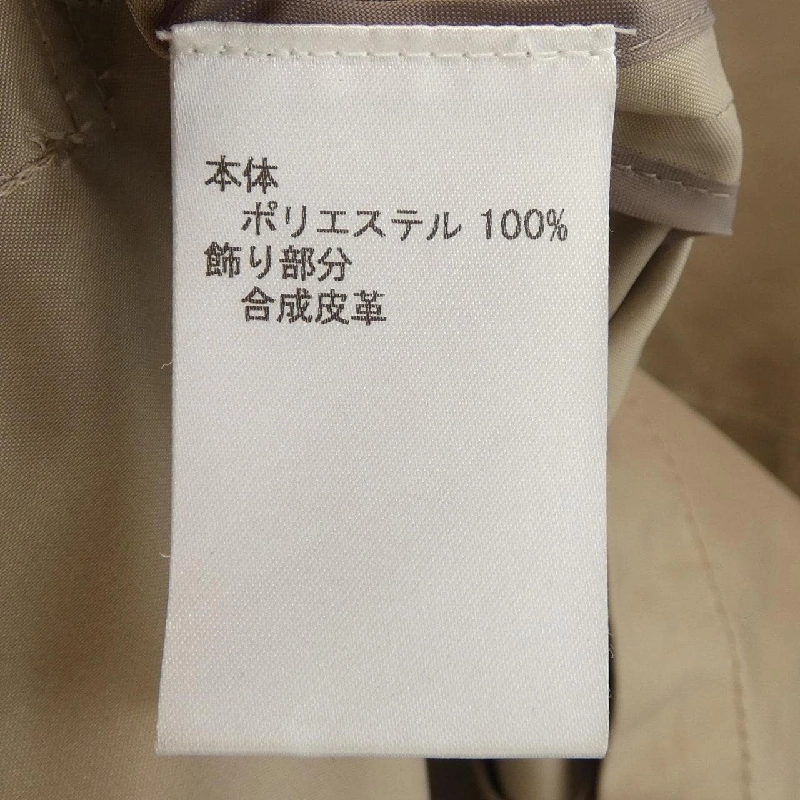 本体
ポリエステル 100%
飾り部分
合成皮革